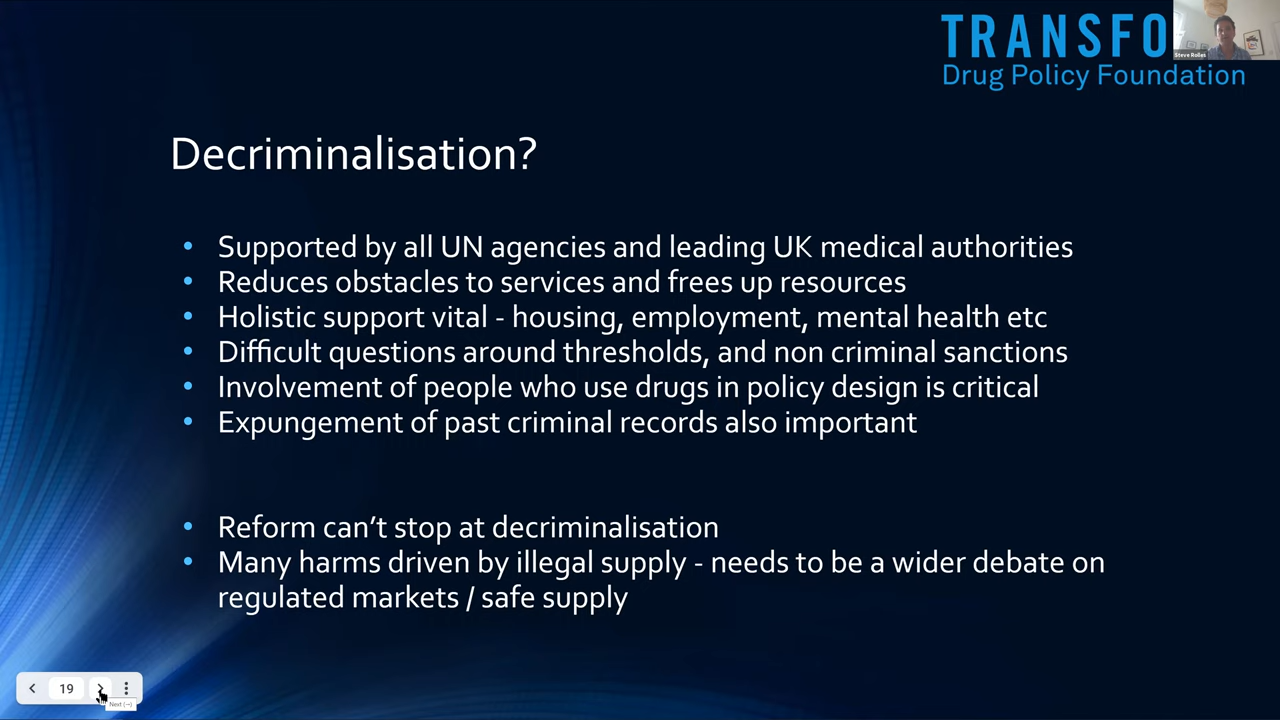 TRANSFO
Steve Rolles
Drug Policy Foundation
Decriminalisation?
• Supported by all UN agencies and leading UK medical authorities
• Reduces obstacles to services and frees up resources
• Holistic support vital - housing, employment, mental health etc
• Difficult questions around thresholds, and non criminal sanctions
• Involvement of people who use drugs in policy design is critical
• Expungement of past criminal records also important
• Reform can’t stop at decriminalisation
• Many harms driven by illegal supply - needs to be a wider debate on
regulated markets / safe supply
19
Next (→)